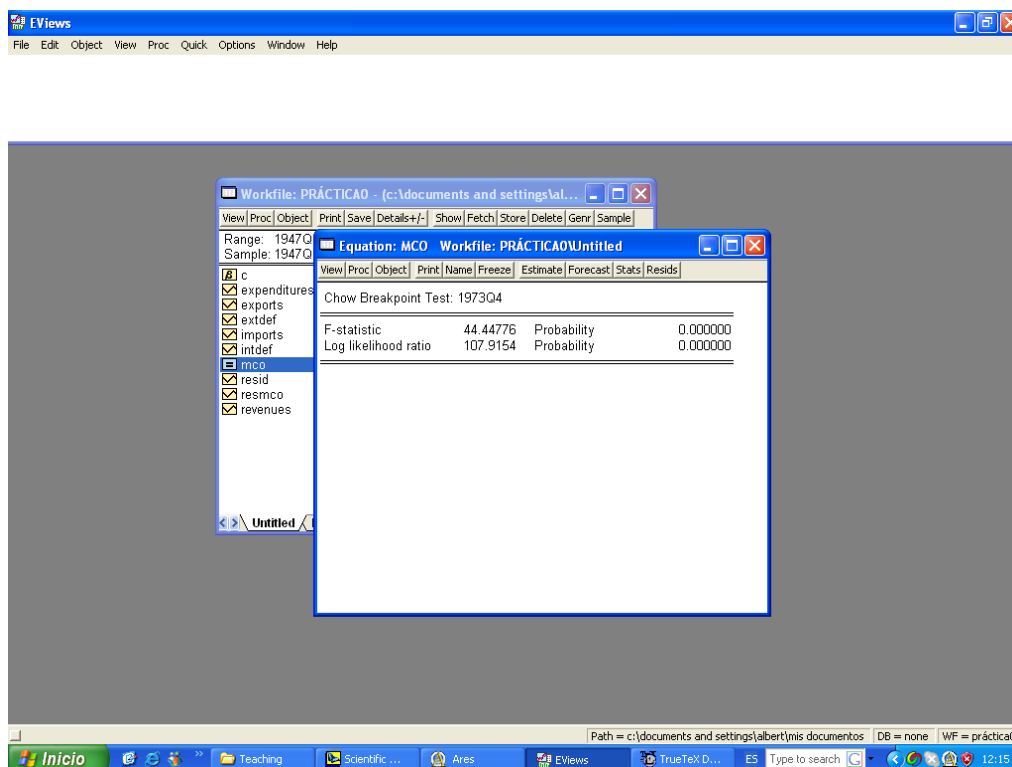 EViews
File Edit Object View Proc Quick Options Window Help
Workfile: PRÁCTICA0 - (c:\documents and settings\al...
View Proc Object Print Save Details+/- Show Fetch Store Delete Genr Sample
Range: 1947Q
Sample: 1947Q
c
expenditures
exports
extdef
imports
intdef
mco
resid
resmco
revenues
Untitled
Equation: MCO Workfile: PRÁCTICA0\Untitled
View Proc Object Print Name Freeze Estimate Forecast Stats Resids
Chow Breakpoint Test: 1973Q4
F-statistic 44.44776 Probability 0.000000
Log likelihood ratio 107.9154 Probability 0.000000
Path = c:\documents and settings\albert\mis documentos DB = none WF = práctica0
Inicio Teaching Scientific ... Ares EViews TrueTeX D... ES Type to search 12:15